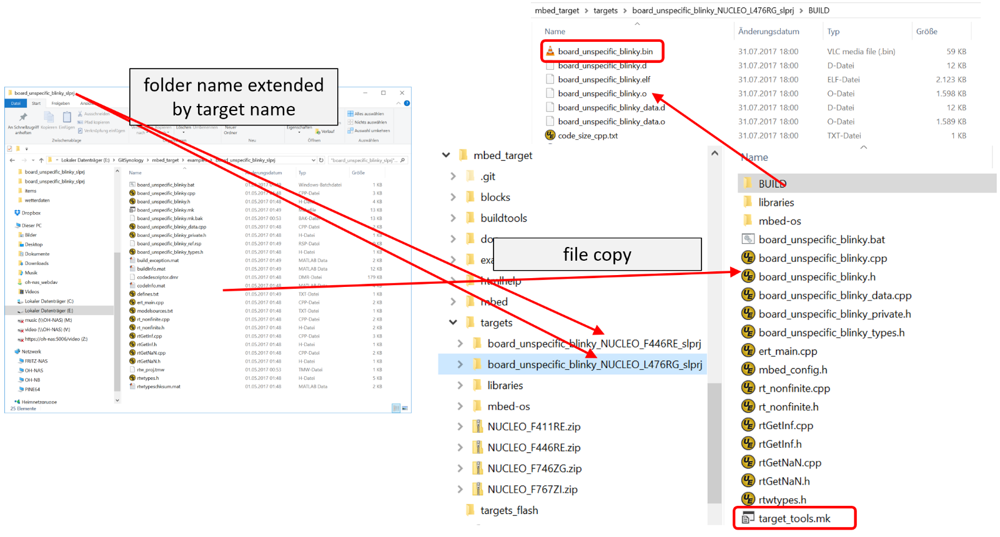 mbed_target > targets > board_unspecific_blinky_NUCLEO_L476RG_slprj > BUILD
Name Änderungsdatum Typ Größe
board_unspecific_blinky.bin 31.07.2017 18:00 VLC media file (.bin) 59 KB
board_unspecific_blinky.d 31.07.2017 18:00 D-Datei 12 KB
board_unspecific_blinky.elf 31.07.2017 18:00 ELF-Datei 2.123 KB
board_unspecific_blinky.o 31.07.2017 18:00 O-Datei 1.598 KB
board_unspecific_blinky_data.d 31.07.2017 18:00 D-Datei 12 KB
board_unspecific_blinky_data.o 31.07.2017 18:00 O-Datei 1.589 KB
code_size_cpp.txt 31.07.2017 18:00 TXT-Datei 1 KB
folder name extended
by target name
board_unspecific_blinky_slprj
Datei Start Freigeben Ansicht
An Schnellzugriff
anheften
Kopieren Einfügen
Ausschneiden
Pfad kopieren
Verknüpfung einfügen
Zwischenablage
nach Kopieren Löschen Umbenennen
Neuer
Ordner
Neu
Eigenschaften
Verlauf
Öffnen
Alles auswählen
Nichts auswählen
Auswahl umkehren
Auswählen
« Lokaler Datenträger (E:) > GitSynology > mbed_target > examples > board_unspecific_blinky_slprj
"board_unspecific_blinky_slprj"...
board_unspecific_blinky_slprj
board_unspecific_blinky_slprj
items
wetterdaten
Dropbox
Dieser PC
Bilder
Desktop
Dokumente
Downloads
Musik
oh-nas_webdav
Videos
Lokaler Datenträger (C:)
Lokaler Datenträger (E:)
music (\\OH-NAS) (M:)
video (\\OH-NAS) (V:)
https://oh-nas:5006/video (Z:)
Netzwerk
FRITZ-NAS
OH-NAS
OH-N8
PINE64
Heimnetzgruppe
25 Elemente
Name Änderungsdatum Typ Größe
board_unspecific_blinky.bat 01.05.2017 01:49 Windows-Batchdatei 1 KB
board_unspecific_blinky.cpp 01.05.2017 01:48 CPP-Datei 3 KB
board_unspecific_blinky.h 01.05.2017 01:48 H-Datei 4 KB
board_unspecific_blinky.mk 01.05.2017 01:49 Makefile 13 KB
board_unspecific_blinky.mk.bak 01.05.2017 00:53 BAK-Datei 13 KB
board_unspecific_blinky_data.cpp 01.05.2017 01:48 CPP-Datei 2 KB
board_unspecific_blinky_private.h 01.05.2017 01:48 H-Datei 1 KB
board_unspecific_blinky_ref.rsp 01.05.2017 01:49 RSP-Datei 0 KB
board_unspecific_blinky_types.h 01.05.2017 01:48 H-Datei 1 KB
build_exception.mat 01.05.2017 01:49 MATLAB Data 2 KB
buildInfo.mat 01.05.2017 01:49 MATLAB Data 12 KB
codedescriptor.dmr 01.05.2017 01:48 DMR-Datei 179 KB
codeInfo.mat 01.05.2017 01:48 MATLAB Data 4 KB
defines.txt 01.05.2017 01:49 TXT-Datei 1 KB
ert_main.cpp 01.05.2017 01:48 CPP-Datei 2 KB
modelsources.txt 01.05.2017 01:48 TXT-Datei 1 KB
rt_nonfinite.cpp 01.05.2017 01:48 CPP-Datei 2 KB
rt_nonfinite.h 01.05.2017 01:48 H-Datei 2 KB
rtGetInf.cpp 01.05.2017 01:48 CPP-Datei 3 KB
rtGetInf.h 01.05.2017 01:48 H-Datei 1 KB
rtGetNaN.cpp 01.05.2017 01:48 CPP-Datei 2 KB
rtGetNaN.h 01.05.2017 01:48 H-Datei 1 KB
rtw_proj.tmw 01.05.2017 00:53 TMW-Datei 1 KB
rtwtypes.h 01.05.2017 01:48 H-Datei 5 KB
rtwtypeschksum.mat 01.05.2017 01:48 MATLAB Data 4 KB
mbed_target
.git
blocks
buildtools
file copy
htmlhelp
mbed
targets
board_unspecific_blinky_NUCLEO_F446RE_slprj
board_unspecific_blinky_NUCLEO_L476RG_slprj
libraries
mbed-os
NUCLEO_F411RE.zip
NUCLEO_F446RE.zip
NUCLEO_F746ZG.zip
NUCLEO_F767ZI.zip
targets_flash
Name
BUILD
libraries
mbed-os
board_unspecific_blinky.bat
board_unspecific_blinky.cpp
board_unspecific_blinky.h
board_unspecific_blinky_data.cpp
board_unspecific_blinky_private.h
board_unspecific_blinky_types.h
ert_main.cpp
mbed_config.h
rt_nonfinite.cpp
rt_nonfinite.h
rtGetInf.cpp
rtGetInf.h
rtGetNaN.cpp
rtGetNaN.h
rtwtypes.h
target_tools.mk